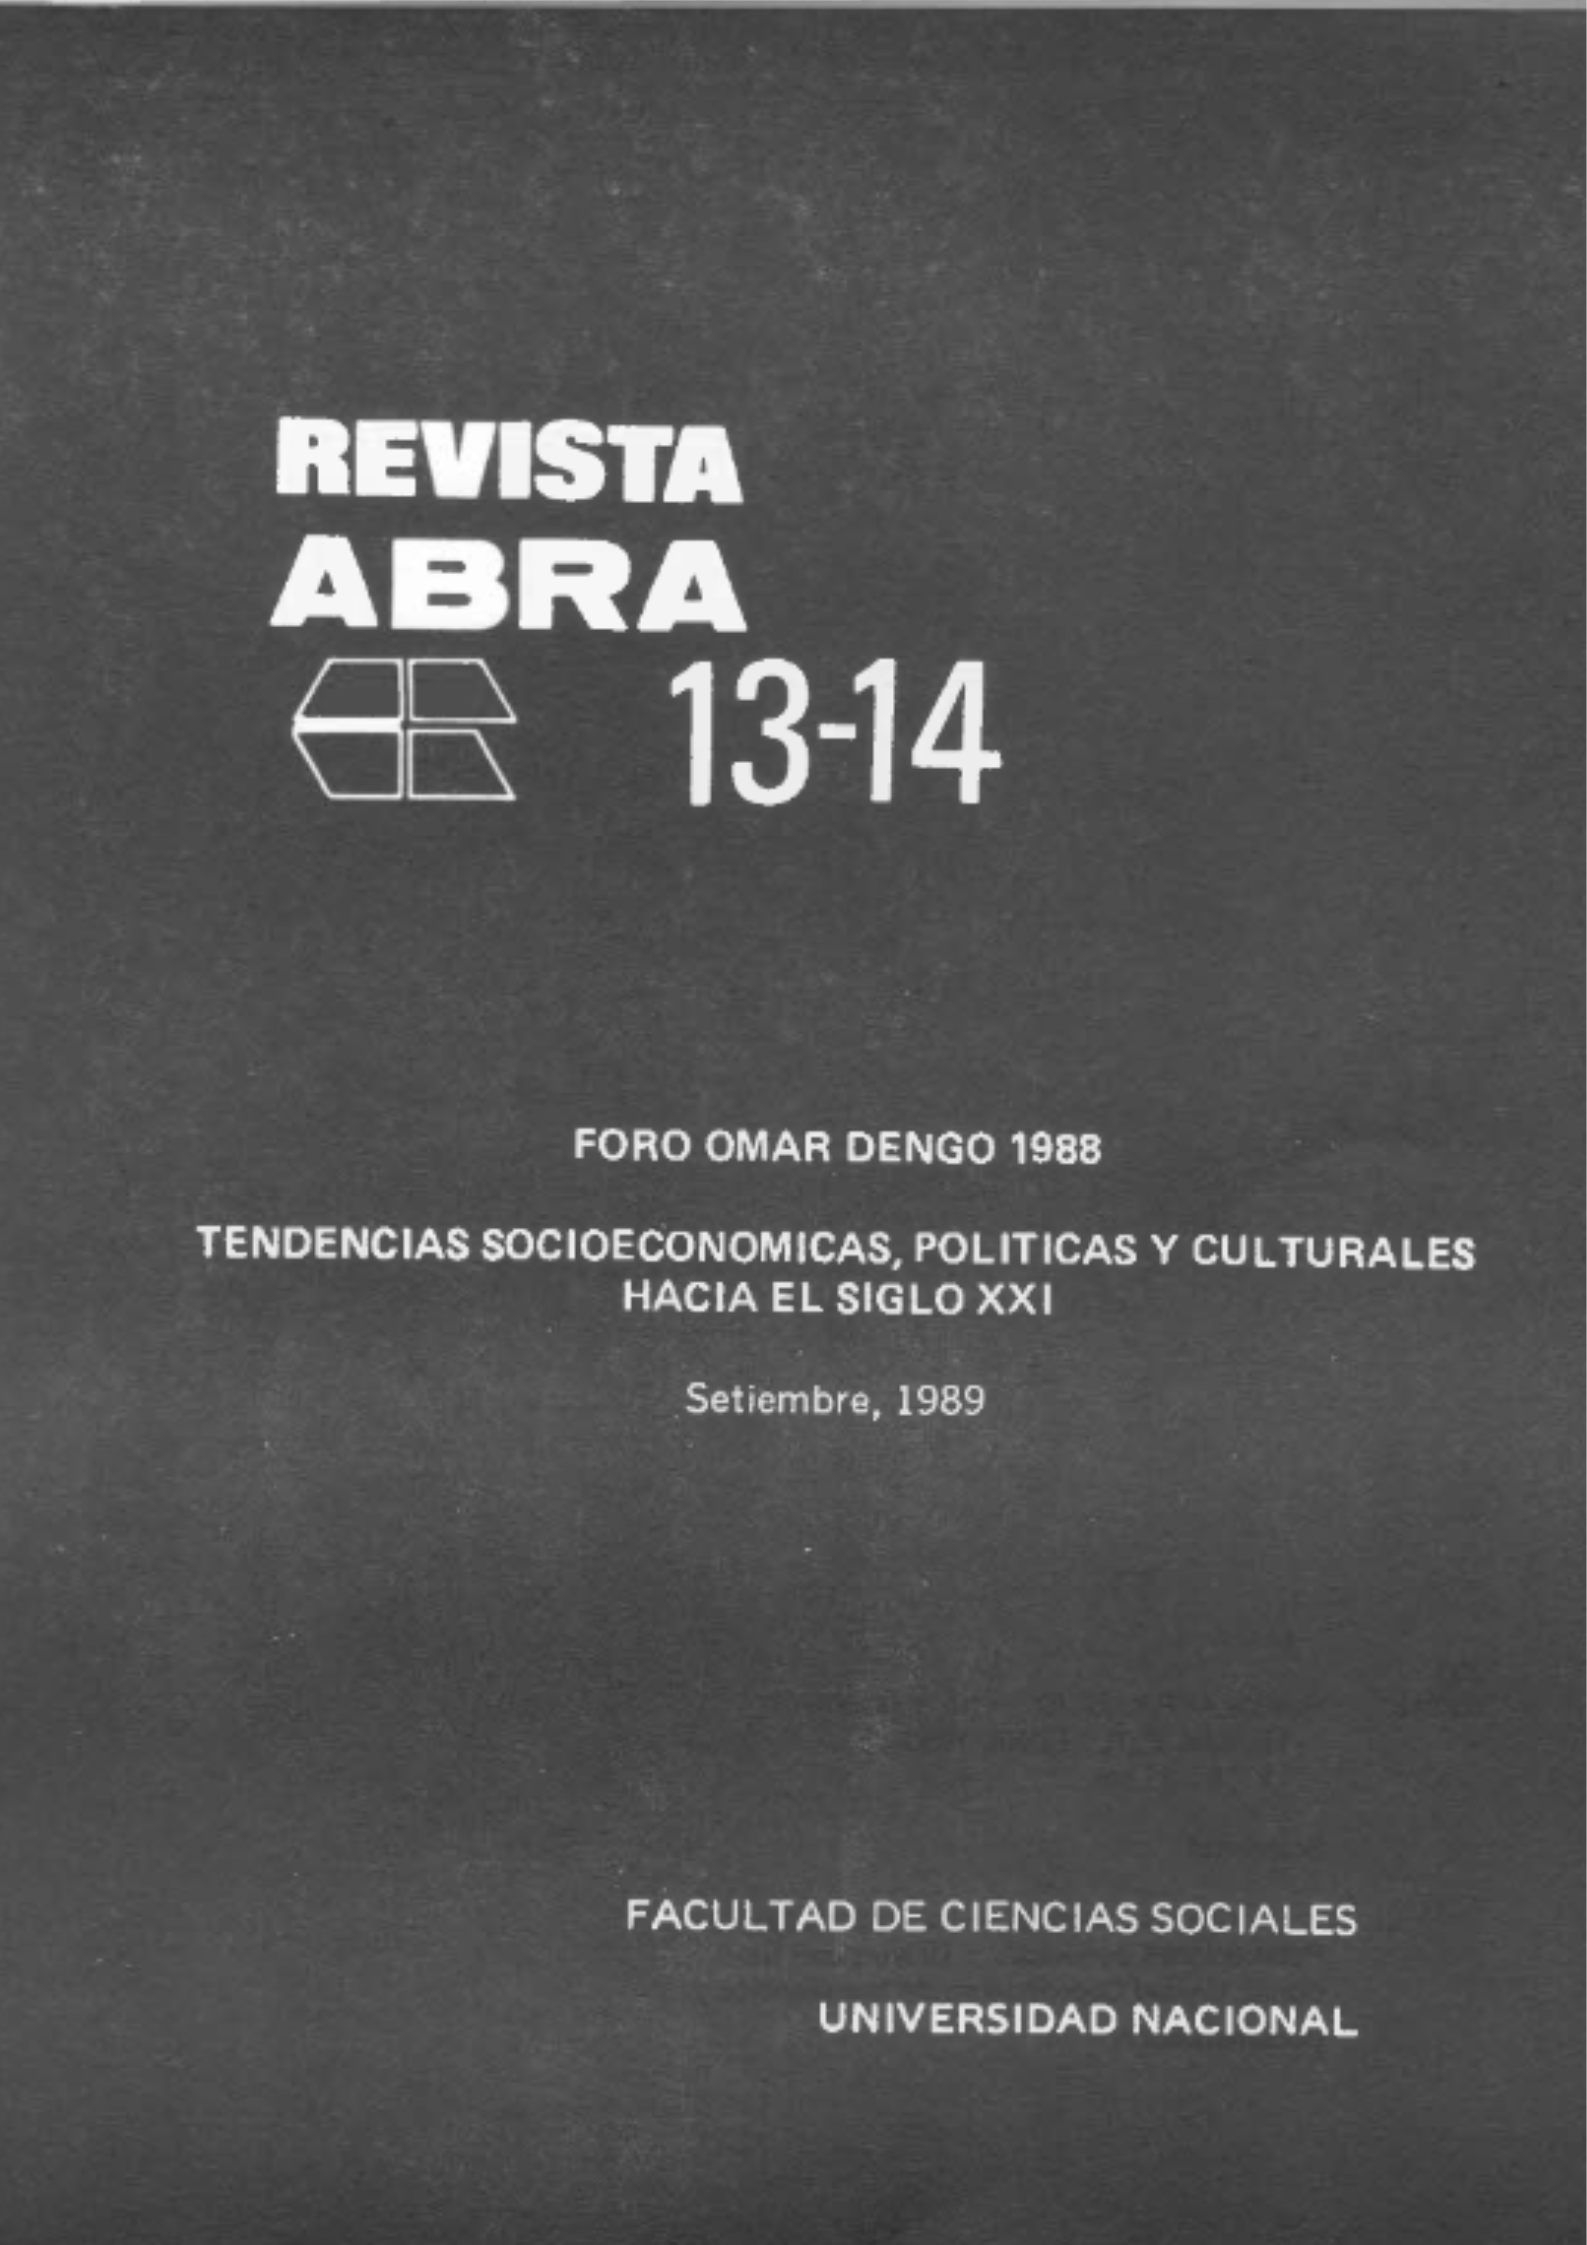 REVISTA
ABRA
13-14
FORO OMAR DENGO 1988
TENDENCIAS SOCIOECONOMICAS, POLITICAS Y CULTURALES
HACIA EL SIGLO XXI
Setiembre, 1989
FACULTAD DE CIENCIAS SOCIALES
UNIVERSIDAD NACIONAL